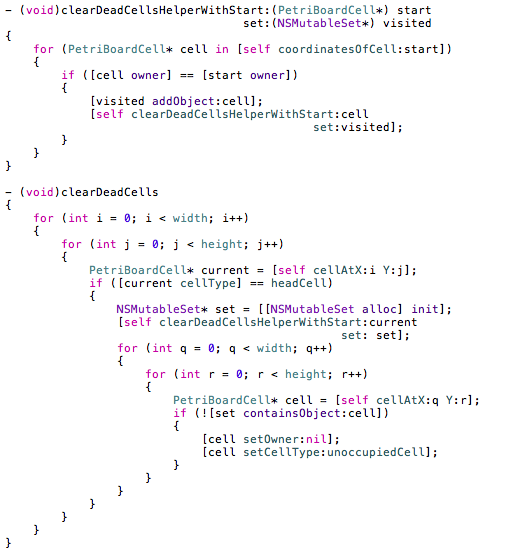 - (void)clearDeadCellsHelperWithStart:(PetriBoardCell*) start
                                  set:(NSMutableSet*) visited
{
    for (PetriBoardCell* cell in [self coordinatesOfCell:start])
    {
        if ([cell owner] == [start owner])
        {
            [visited addObject:cell];
            [self clearDeadCellsHelperWithStart:cell
                                            set:visited];
        }
    }
}

- (void)clearDeadCells
{
    for (int i = 0; i < width; i++)
    {
        for (int j = 0; j < height; j++)
        {
            PetriBoardCell* current = [self cellAtX:i Y:j];
            if ([current cellType] == headCell)
            {
                NSMutableSet* set = [[NSMutableSet alloc] init];
                [self clearDeadCellsHelperWithStart:current
                                                set: set];
                for (int q = 0; q < width; q++)
                {
                    for (int r = 0; r < height; r++)
                    {
                        PetriBoardCell* cell = [self cellAtX:q Y:r];
                        if (![set containsObject:cell])
                        {
                            [cell setOwner:nil];
                            [cell setCellType:unoccupiedCell];
                        }
                    }
                }
            }
        }
    }
}